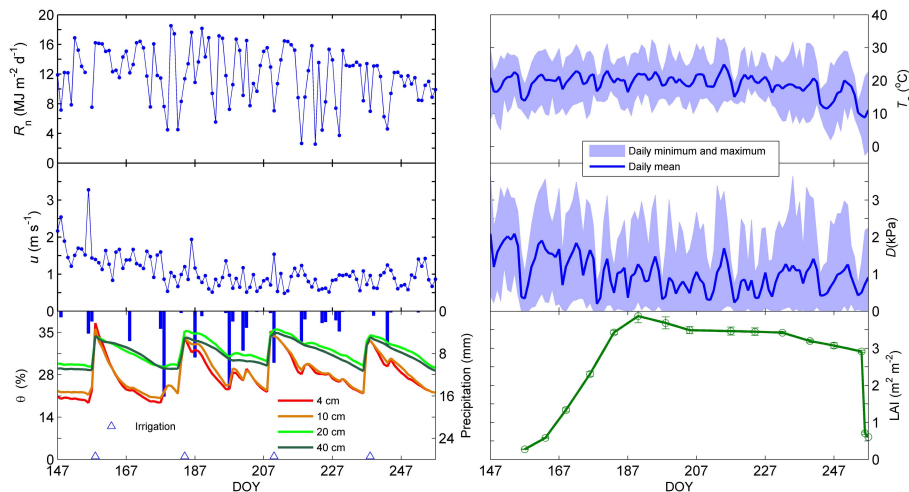 20
16
12
8
4
0
R_n (MJ m⁻² d⁻¹)
40
30
20
10
0
T_ (°C)
Daily minimum and maximum
Daily mean
3
2
1
0
u (m s⁻¹)
3
2
1
0
D(kPa)
35
28
21
14
0
θ (%)
0
8
16
24
Precipitation (mm)
4 cm
10 cm
20 cm
40 cm
Irrigation
147 167 187 207 227 247
DOY
3
2
1
0
LAI (m² m⁻²)
147 167 187 207 227 247
DOY